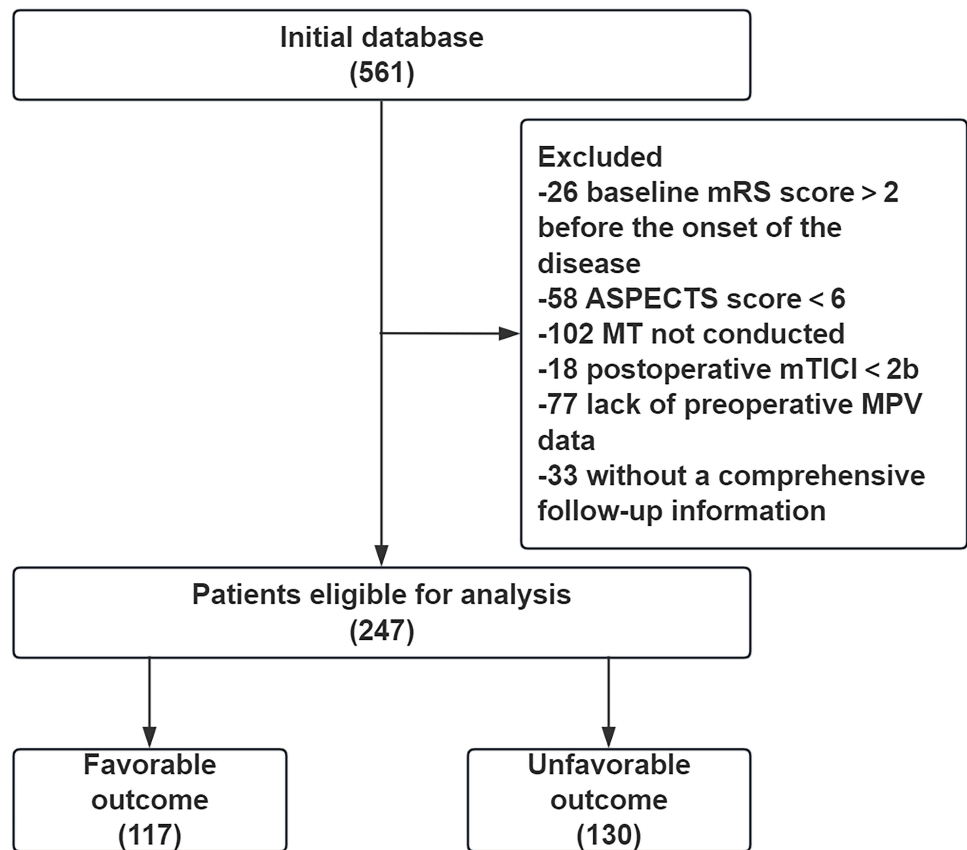 Initial database
(561)
Excluded
-26 baseline mRS score > 2
before the onset of the
disease
-58 ASPECTS score < 6
-102 MT not conducted
-18 postoperative mTICI < 2b
-77 lack of preoperative MPV
data
-33 without a comprehensive
follow-up information
Patients eligible for analysis
(247)
Favorable
outcome
(117)
Unfavorable
outcome
(130)